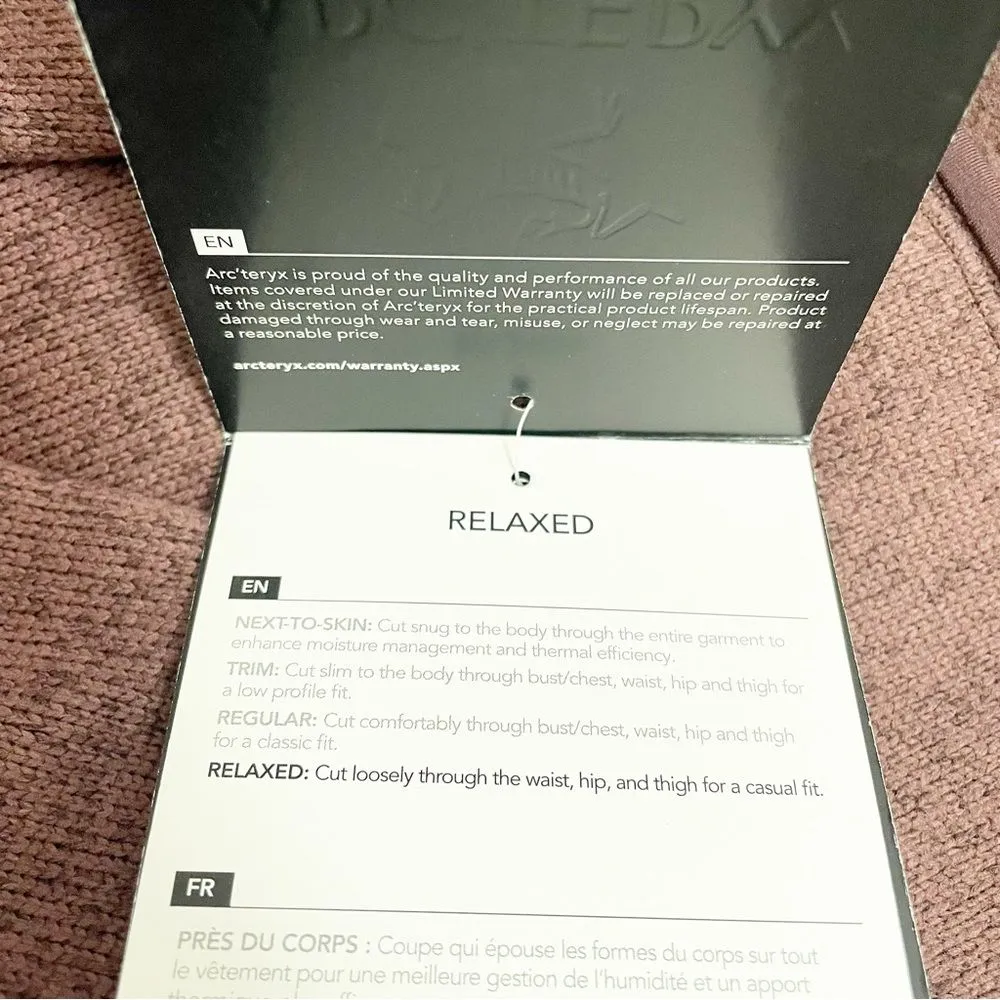 EN
Arc'teryx is proud of the quality and performance of all our products.
Items covered under our Limited Warranty will be replaced or repaired
at the discretion of Arc'teryx for the practical product lifespan. Product
damaged through wear and tear, misuse, or neglect may be repaired at
a reasonable price.
arcteryx.com/warranty.aspx
RELAXED
EN
NEXT-TO-SKIN: Cut snug to the body through the entire garment to
enhance moisture management and thermal efficiency.
TRIM: Cut slim to the body through bust/chest, waist, hip and thigh for
a low profile fit.
REGULAR: Cut comfortably through bust/chest, waist, hip and thigh
for a classic fit.
RELAXED: Cut loosely through the waist, hip, and thigh for a casual fit.
FR
PRÈS DU CORPS : Coupe qui épouse les formes du corps sur tout
le vêtement pour une meilleure gestion de l'humidité et un apport